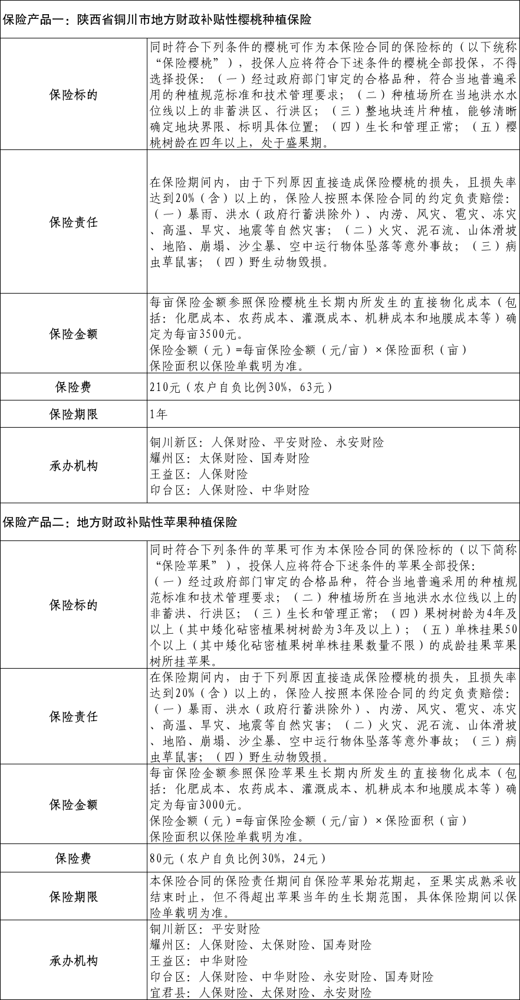 保险产品一：陕西省铜川市地方财政补贴性樱桃种植保险
保险标的
同时符合下列条件的樱桃可作为本保险合同的保险标的（以下统称
“保险樱桃”），投保人应将符合下述条件的樱桃全部投保，不得
选择投保：（一）经过政府部门审定的合格品种，符合当地普遍采
用的种植规范标准和技术管理要求；（二）种植场所在当地洪水水
位线以上的非蓄洪区、行洪区；（三）整地块连片种植，能够清晰
确定地块界限、标明具体位置；（四）生长和管理正常；（五）樱
桃树龄在四年以上，处于盛果期。
保险责任
在保险期间内，由于下列原因直接造成保险樱桃的损失，且损失率
达到20%（含）以上的，保险人按照本保险合同的约定负责赔偿：
（一）暴雨、洪水（政府行蓄洪除外）、内涝、风灾、雹灾、冻灾
、高温、旱灾、地震等自然灾害；（二）火灾、泥石流、山体滑坡
、地陷、崩塌、沙尘暴、空中运行物体坠落等意外事故；（三）病
虫草鼠害；（四）野生动物毁损。
保险金额
每亩保险金额参照保险樱桃生长期内所发生的直接物化成本（包
括：化肥成本、农药成本、灌溉成本、机耕成本和地膜成本等）确
定为每亩3500元。
保险金额（元）=每亩保险金额（元/亩）×保险面积（亩）
保险面积以保险单载明为准。
保险费
210元（农户自负比例30%，63元）
保险期限
1年
承办机构
铜川新区：人保财险、平安财险、永安财险
耀州区：太保财险、国寿财险
王益区：人保财险
印台区：人保财险、中华财险
保险产品二：地方财政补贴性苹果种植保险
保险标的
同时符合下列条件的苹果可作为本保险合同的保险标的（以下简称
“保险苹果”），投保人应将符合下述条件的苹果全部投保：
（一）经过政府部门审定的合格品种，符合当地普遍采用的种植规
范标准和技术管理要求；（二）种植场所在当地洪水水位线以上的
非蓄洪、行洪区；（三）生长和管理正常；（四）果树树龄为4年及
以上（其中矮化砧密植果树树龄为3年及以上）；（五）单株挂果50
个以上（其中矮化砧密植果树单株挂果数量不限）的成龄挂果苹果
树所挂苹果。
保险责任
在保险期间内，由于下列原因直接造成保险樱桃的损失，且损失率
达到20%（含）以上的，保险人按照本保险合同的约定负责赔偿：
（一）暴雨、洪水（政府行蓄洪除外）、内涝、风灾、雹灾、冻灾
、高温、旱灾、地震等自然灾害；（二）火灾、泥石流、山体滑坡
、地陷、崩塌、沙尘暴、空中运行物体坠落等意外事故；（三）病
虫草鼠害；（四）野生动物毁损。
保险金额
每亩保险金额参照保险苹果生长期内所发生的直接物化成本（包
括：化肥成本、农药成本、灌溉成本、机耕成本和地膜成本等）确
定为每亩3000元。
保险金额（元）=每亩保险金额（元/亩）×保险面积（亩）
保险面积以保险单载明为准。
保险费
80元（农户自负比例30%，24元）
保险期限
本保险合同的保险责任期间自保险苹果始花期起，至果实成熟采收
结束时止，但不得超出苹果当年的生长期范围，具体保险期间以保
险单载明为准。
承办机构
铜川新区：平安财险
耀州区：人保财险、太保财险、国寿财险
王益区：中华财险
印台区：人保财险、中华财险、永安财险、国寿财险
宜君县：人保财险、太保财险、永安财险